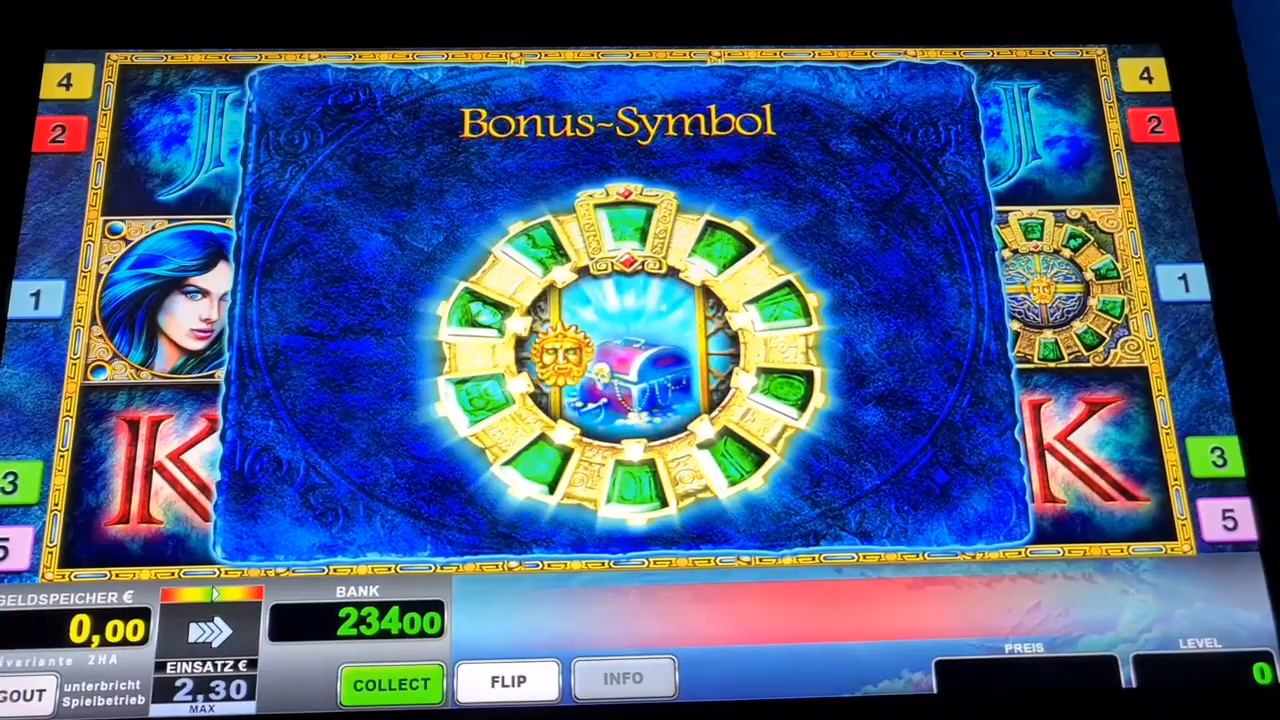 4
4
Bonus~Symbol
2
2
J
J
1
1
K
K
3
3
5
5
GELDSPEICHER €
0,00
variante 2HA
GOUT
unterbricht
Spielbetrieb
EINSATZ €
2,30
MAX
BANK
23400
COLLECT
FLIP
INFO
PREIS
LEVEL
0